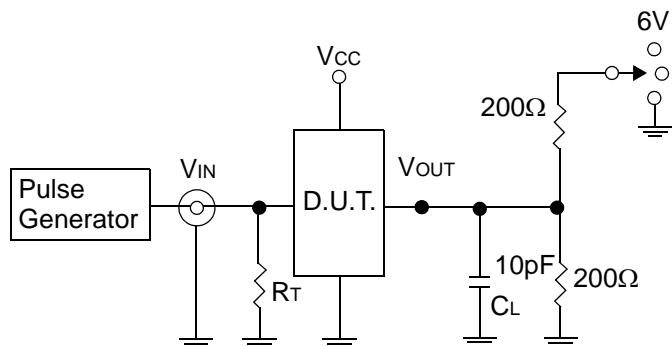 6V
VCC
200Ω
VIN
VOUT
Pulse
Generator
D.U.T.
10pF
200Ω
RT
CL